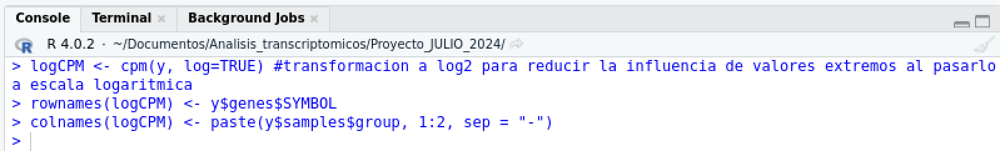 Console Terminal × Background Jobs ×
R R 4.0.2 · ~/Documentos/Analisis_transcriptomicos/Proyecto_JULIO_2024/
> logCPM <- cpm(y, log=TRUE) #transformacion a log2 para reducir la influencia de valores extremos al pasarlo
a escala logaritmica
> rownames(logCPM) <- y$genes$SYMBOL
> colnames(logCPM) <- paste(y$samples$group, 1:2, sep = "-")
>